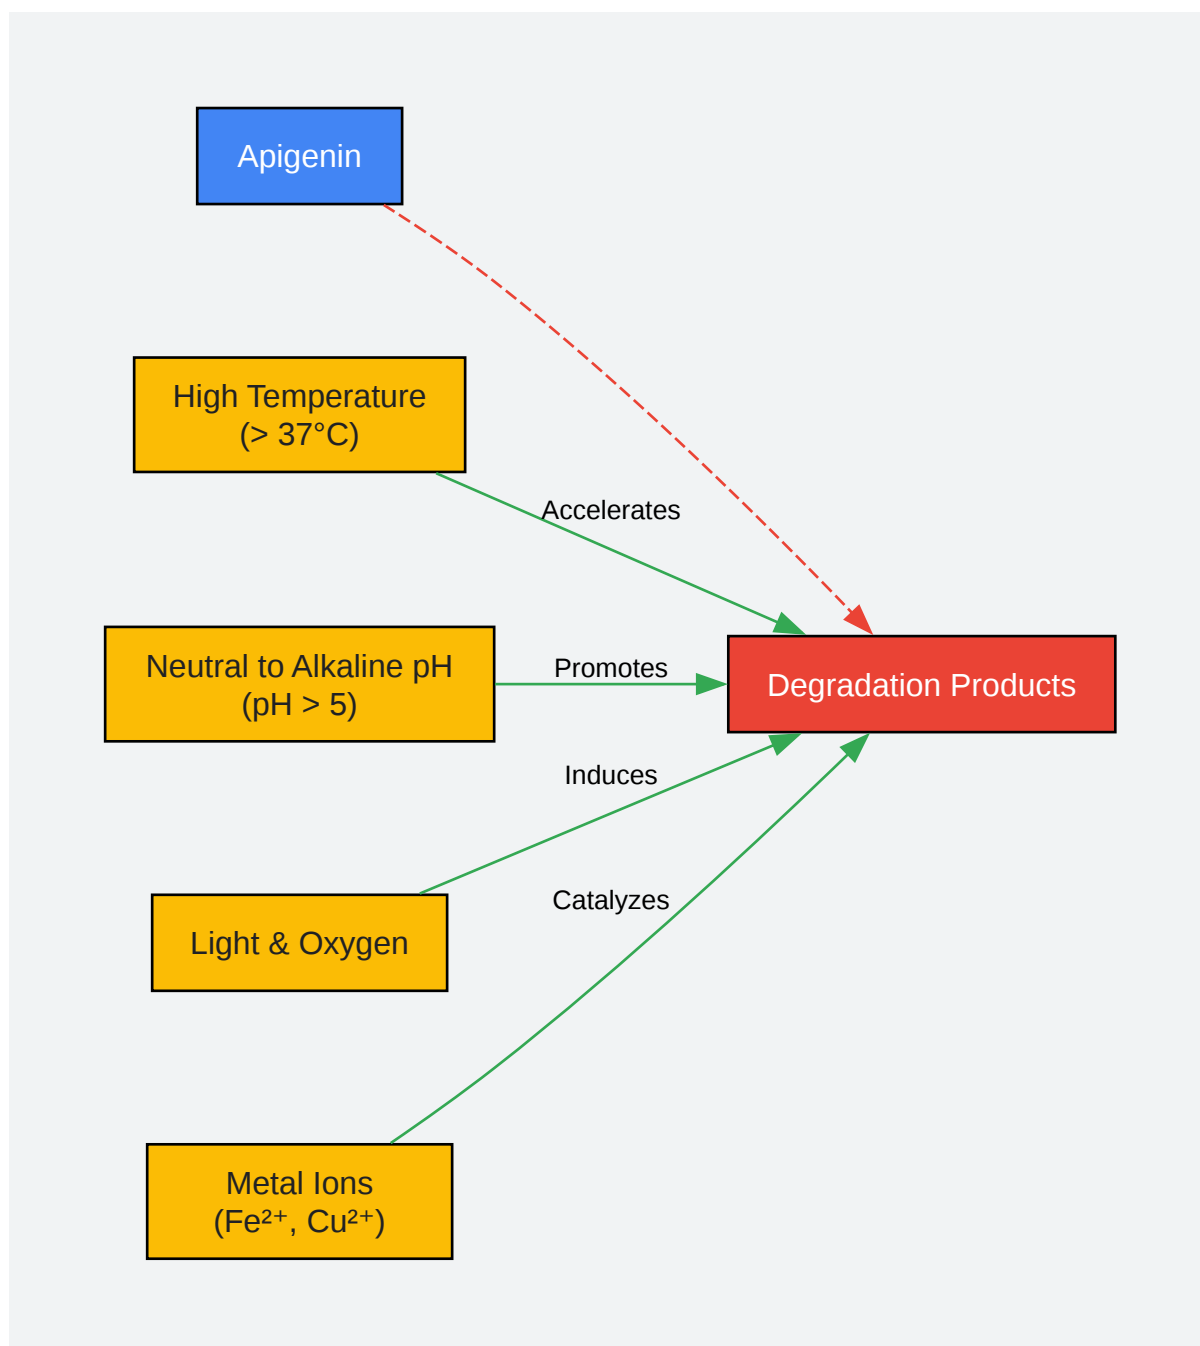 Apigenin
High Temperature
(> 37°C)
Accelerates
Neutral to Alkaline pH
(pH > 5)
Promotes
Degradation Products
Induces
Catalyzes
Light & Oxygen
Metal Ions
(Fe²⁺, Cu²⁺)